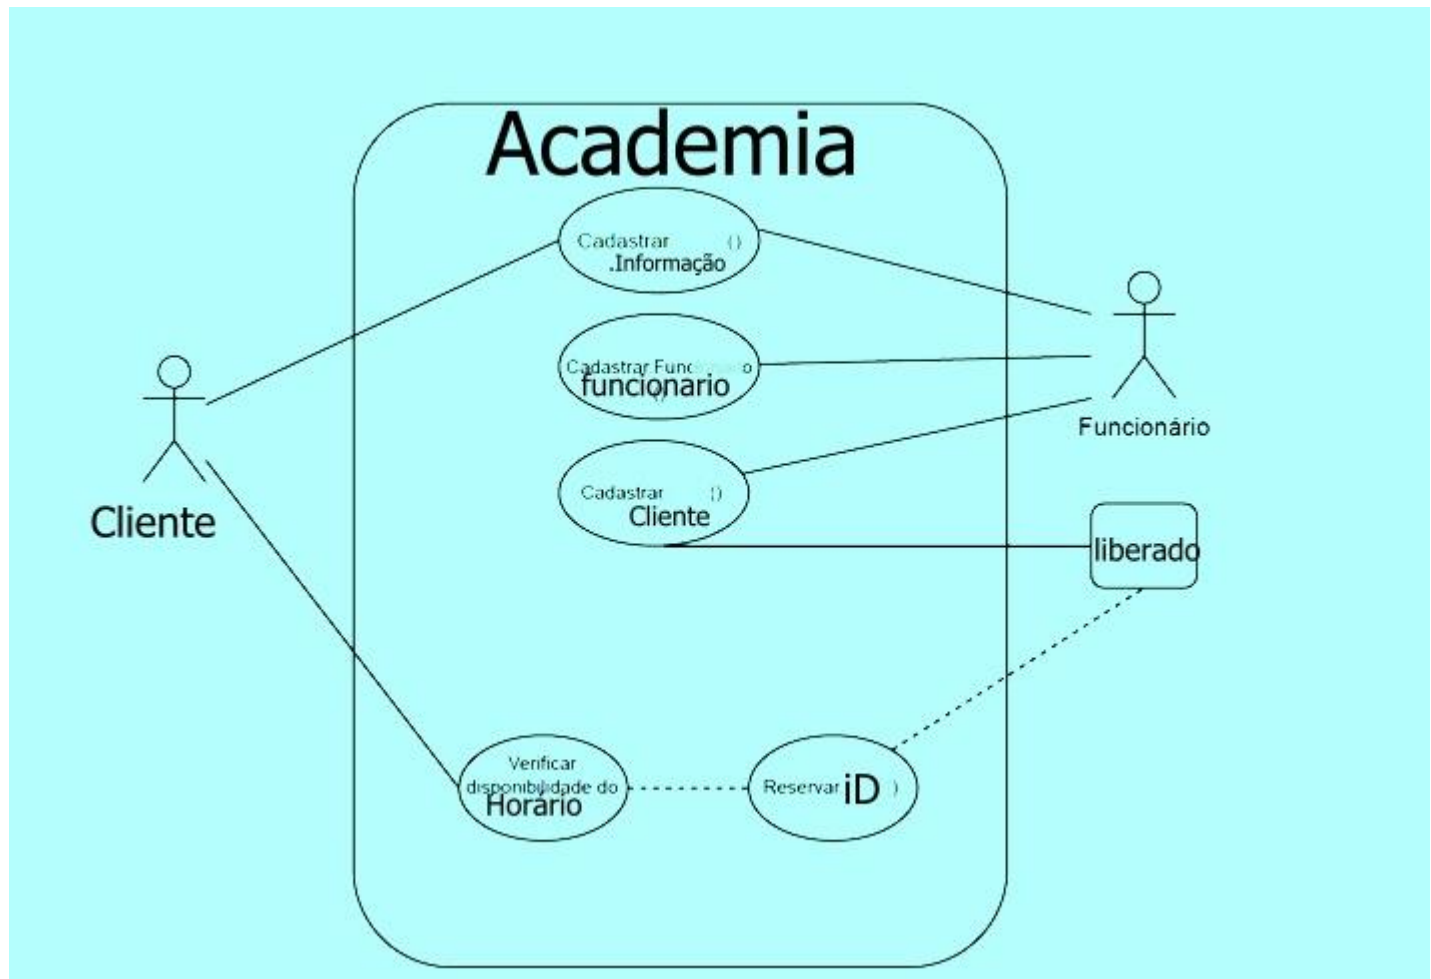 Academia
Cadastrar ()
.Informação
Cadastrar Func o
funcionario
()
Cadastrar ()
Cliente
Funcionário
Cliente
liberado
Verificar
disponibilidade do
Horário
Reservar iD )